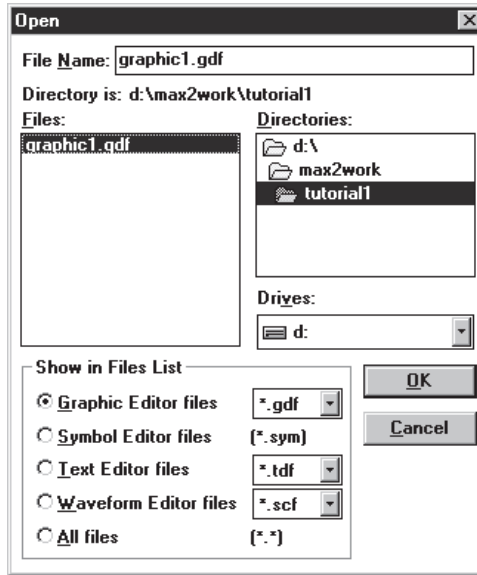 Open
File Name: graphic1.gdf
Directory is: d:\max2work\tutorial1
Files:
graphic1.gdf
Directories:
d:\
max2work
tutorial1
Drives:
d:
Show in Files List
Graphic Editor files *.gdf
Symbol Editor files (*.sym)
Text Editor files *.tdf
Waveform Editor files *.scf
All files (*.*)
OK
Cancel